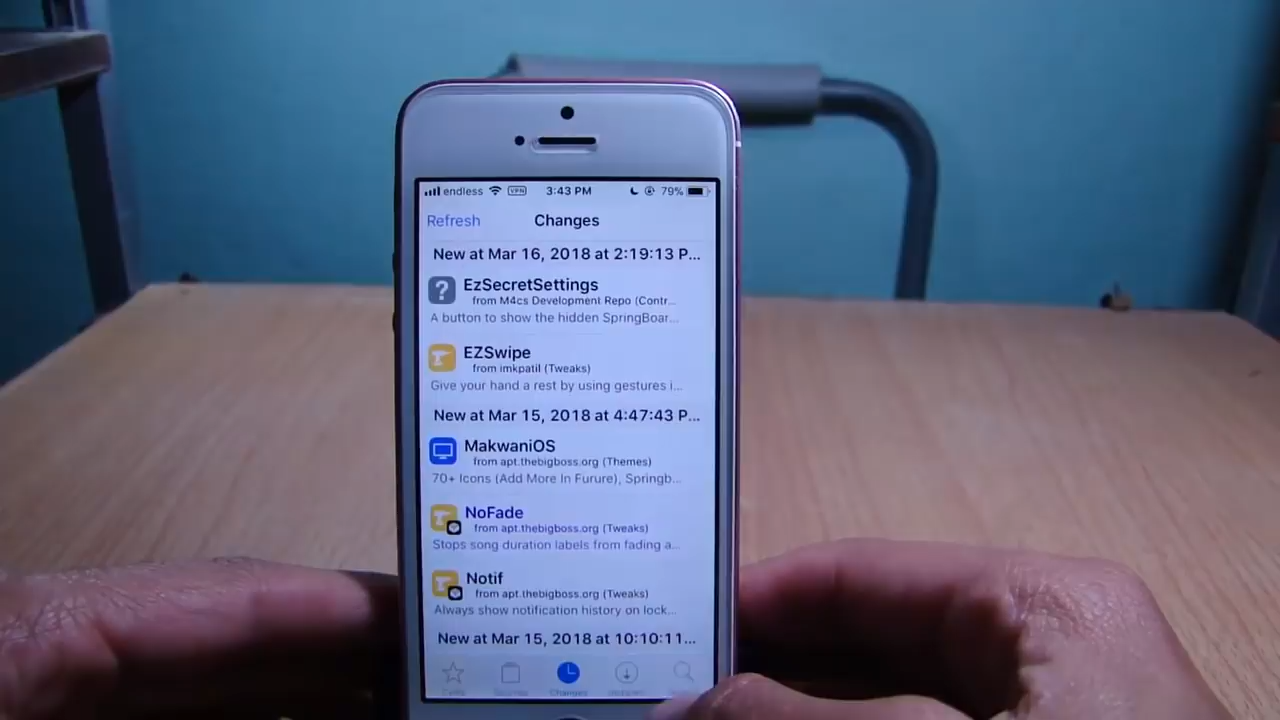 endless VPN 3:43 PM 79%
Refresh Changes
New at Mar 16, 2018 at 2:19:13 P...
EzSecretSettings
from M4cs Development Repo (Contr...
A button to show the hidden SpringBoar...
EZSwipe
from imkpatil (Tweaks)
Give your hand a rest by using gestures i...
New at Mar 15, 2018 at 4:47:43 P...
MakwaniOS
from apt.thebigboss.org (Themes)
70+ Icons (Add More In Furure), Springb...
NoFade
from apt.thebigboss.org (Tweaks)
Stops song duration labels from fading a...
Notif
from apt.thebigboss.org (Tweaks)
Always show notification history on lock...
New at Mar 15, 2018 at 10:10:11...
Changes